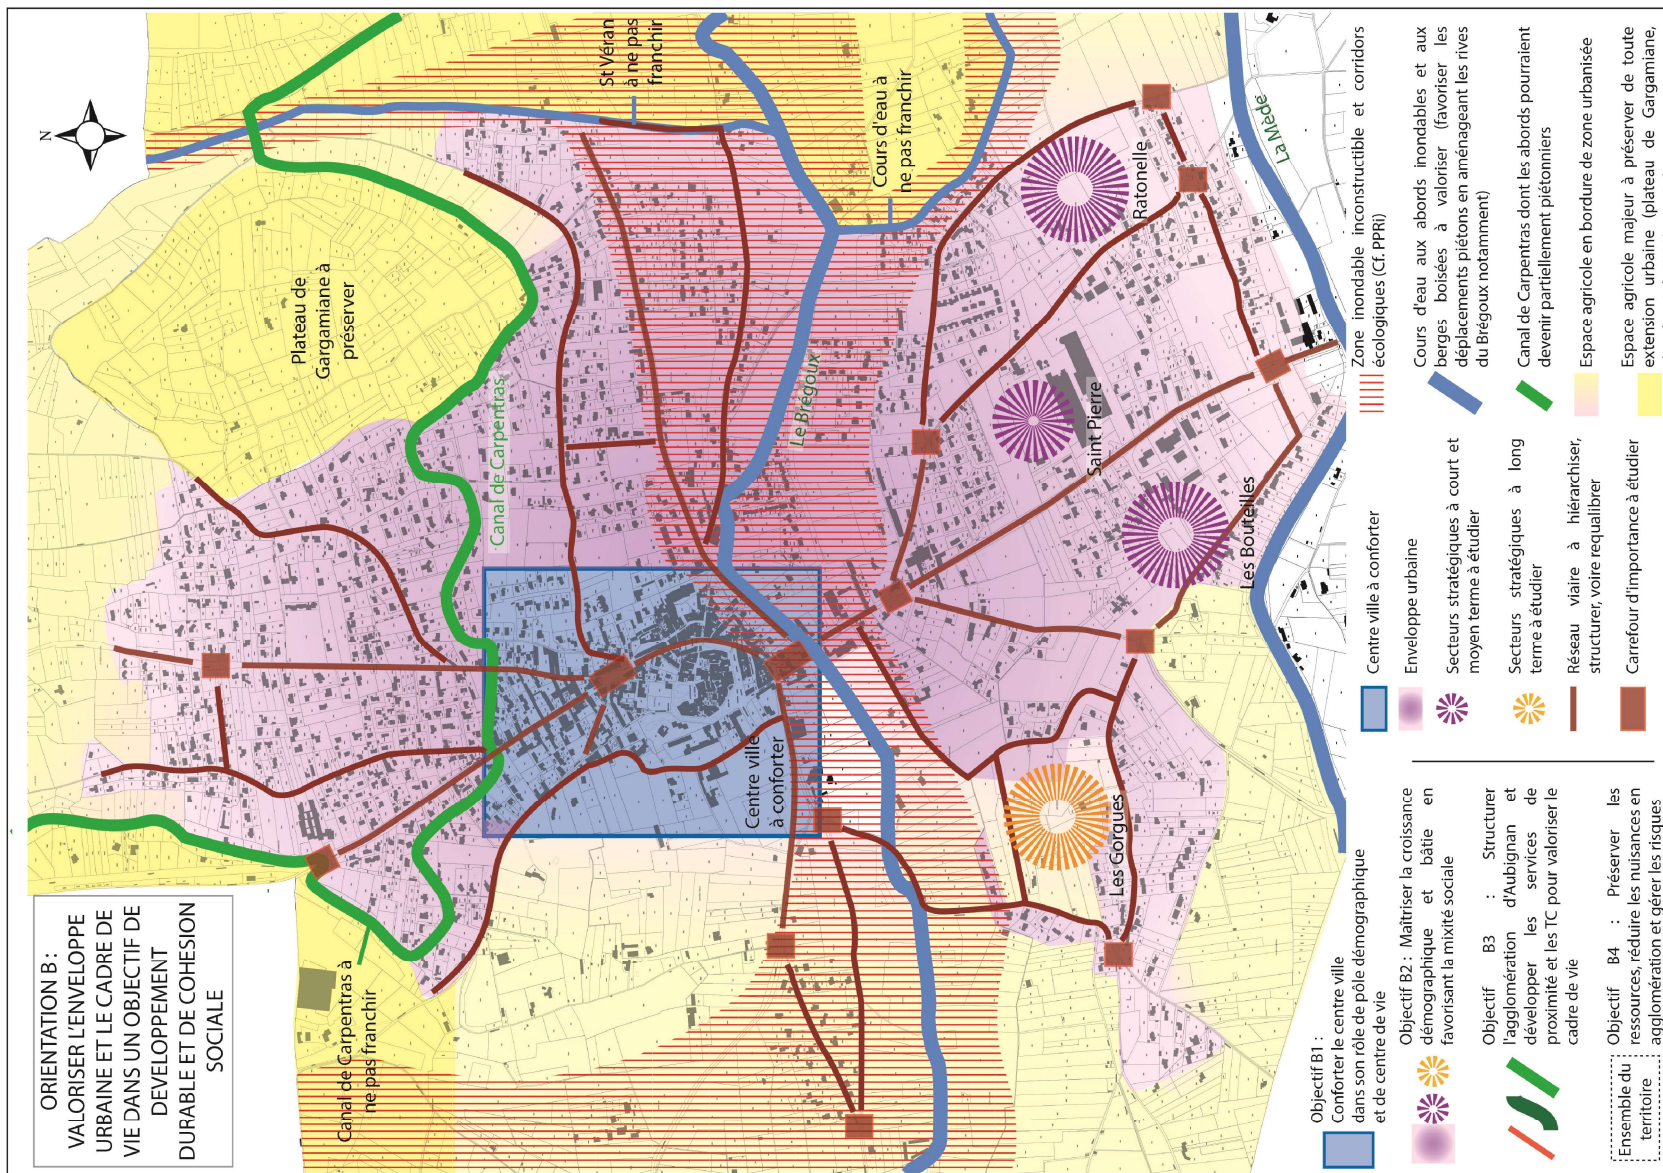 ORIENTATION B :
VALORISER L'ENVELOPPE
URBAINE ET LE CADRE DE
VIE DANS UN OBJECTIF DE
DEVELOPPEMENT
DURABLE ET DE COHESION
SOCIALE
N
Canal de Carpentras à
ne pas franchir
Plateau de
Gargamiane à
préserver
Canal de Carpentras
St Véran
à ne pas
franchir
Cours d'eau à
ne pas franchir
Le Brégoux
Centre ville
à conforter
Saint Pierre
Ratonelle
La Mède
Les Bouteilles
Les Gorgues
Objectif B1 :
Conforter le centre ville
dans son rôle de pôle démographique
et de centre de vie
Objectif B2 : Maîtriser la croissance
démographique et bâtie en
favorisant la mixité sociale
Objectif B3 : Structurer
l'agglomération d'Aubignan et
développer les services de
proximité et les TC pour valoriser le
cadre de vie
Ensemble du
territoire
Objectif B4 : Préserver les
ressources, réduire les nuisances en
agglomération et gérer les risques
Centre ville à conforter
Enveloppe urbaine
Secteurs stratégiques à court et
moyen terme à étudier
Secteurs stratégiques à long
terme à étudier
Réseau viaire à hiérarchiser,
structurer, voire requalibrer
Carrefour d'importance à étudier
Zone inondable inconstructible et corridors
écologiques (Cf. PPRi)
Cours d'eau aux abords inondables et aux
berges boisées à valoriser (favoriser les
déplacements piétons en aménageant les rives
du Brégoux notamment)
Canal de Carpentras dont les abords pourraient
devenir partiellement piétonniers
Espace agricole en bordure de zone urbanisée
Espace agricole majeur à préserver de toute
extension urbaine (plateau de Gargamiane,